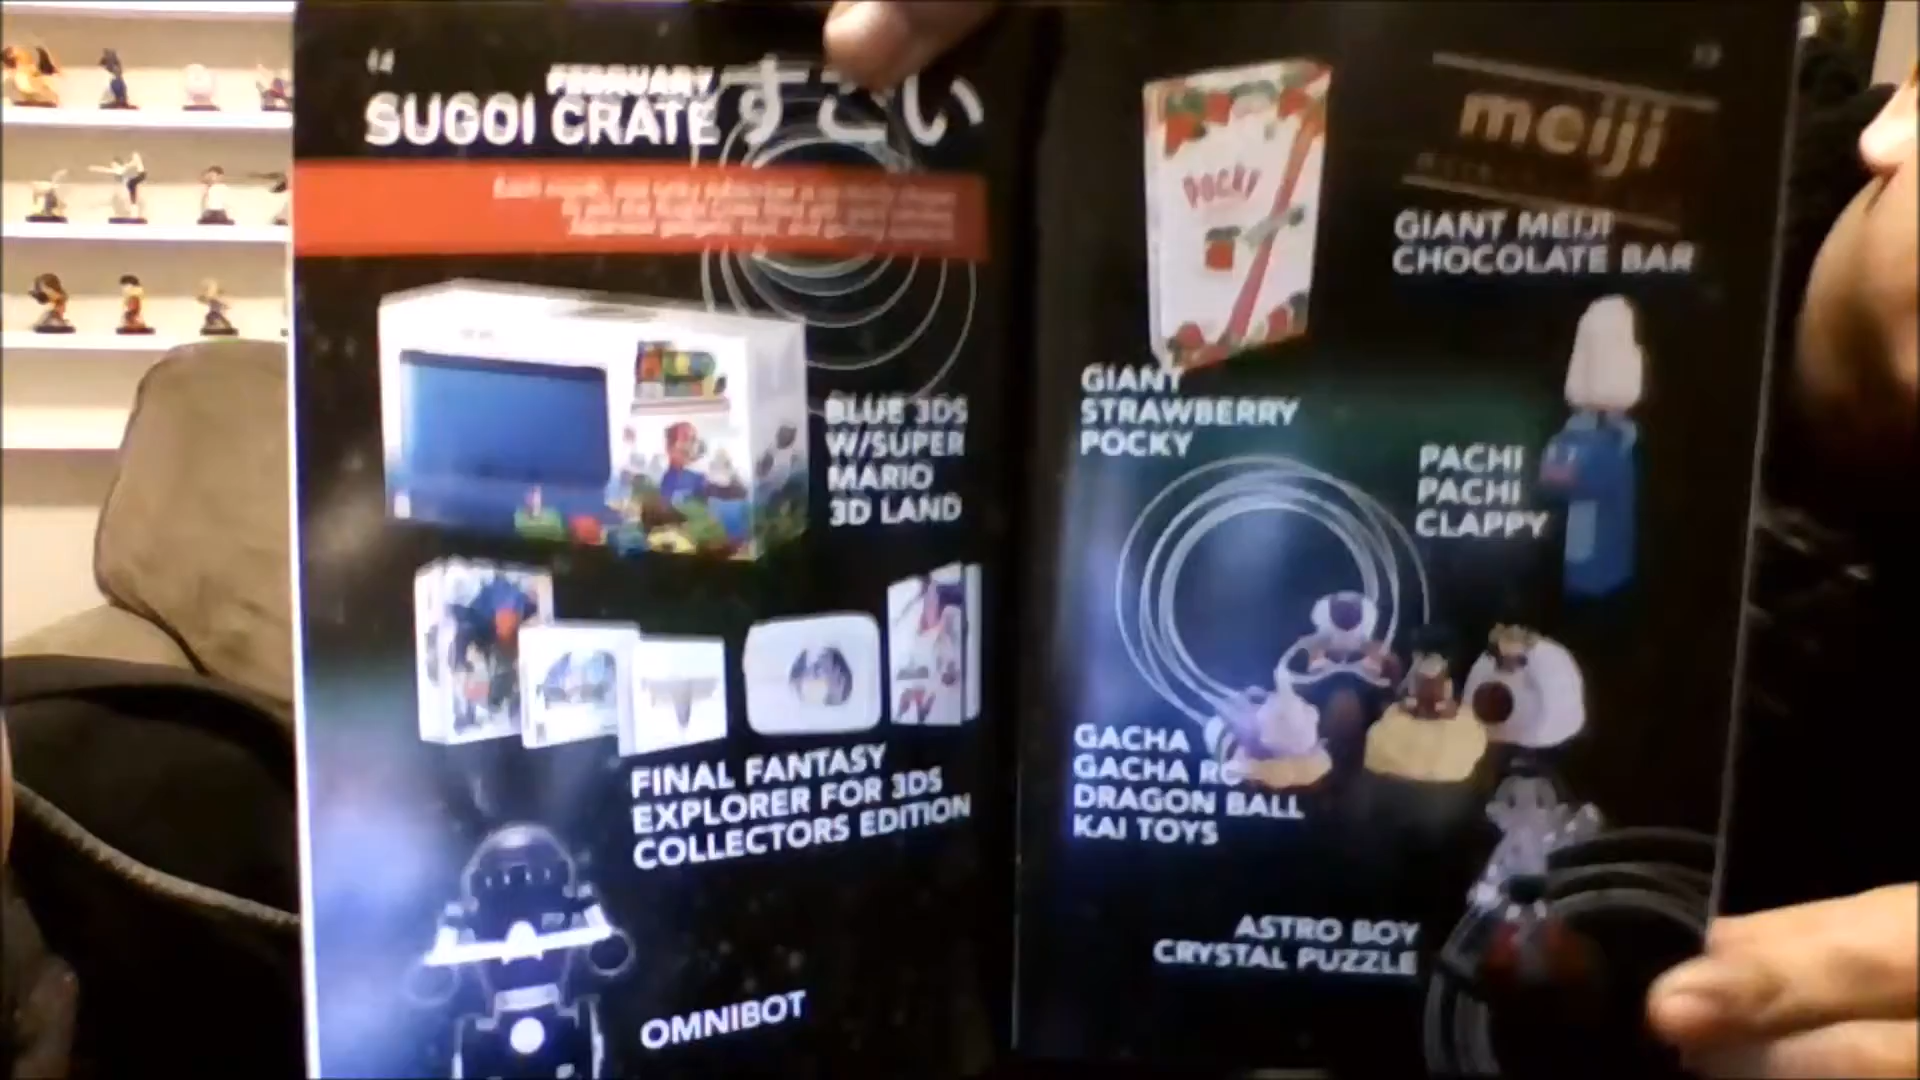 FEBRUARY
SUGOI CRATE すごい
BLUE 3DS
W/SUPER
MARIO
3D LAND
FINAL FANTASY
EXPLORER FOR 3DS
COLLECTORS EDITION
OMNIBOT
POCKY
meiji
GIANT MEIJI
CHOCOLATE BAR
GIANT
STRAWBERRY
POCKY
PACHI
PACHI
CLAPPY
GACHA
GACHA
DRAGON BALL
KAI TOYS
ASTRO BOY
CRYSTAL PUZZLE